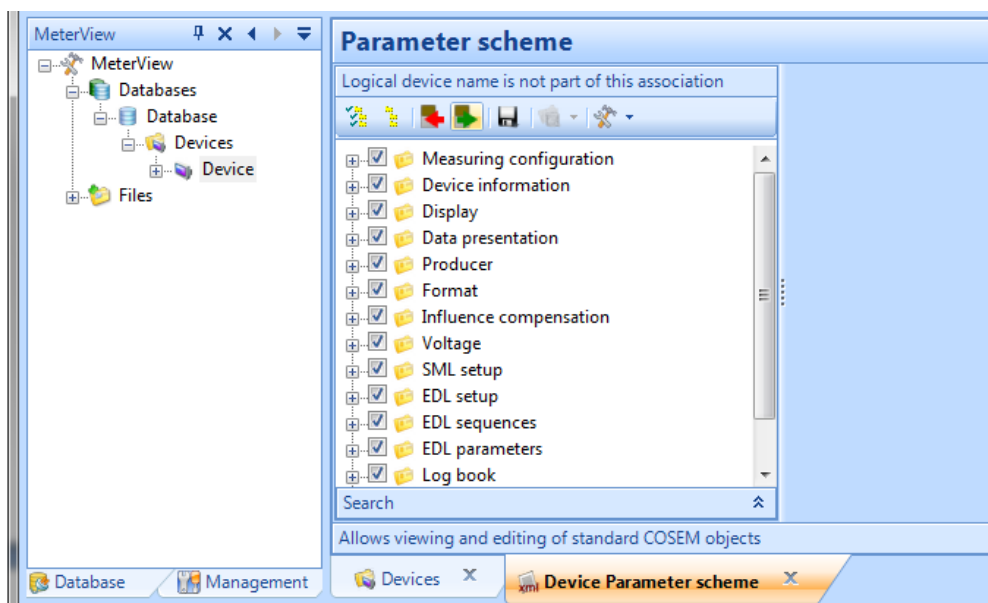 MeterView
MeterView
Databases
Database
Devices
Device
Files
Database
Management
Parameter scheme
Logical device name is not part of this association
Measuring configuration
Device information
Display
Data presentation
Producer
Format
Influence compensation
Voltage
SML setup
EDL setup
EDL sequences
EDL parameters
Log book
Search
Allows viewing and editing of standard COSEM objects
Devices
xml Device Parameter scheme